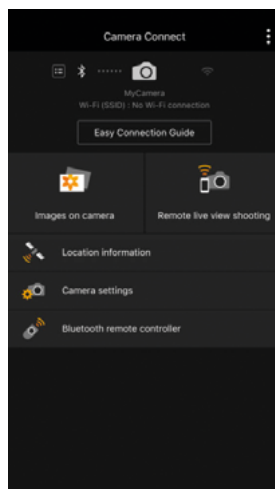 Camera Connect
MyCamera
Wi-Fi (SSID) : No Wi-Fi connection
Easy Connection Guide
Images on camera
Remote live view shooting
Location information
Camera settings
Bluetooth remote controller